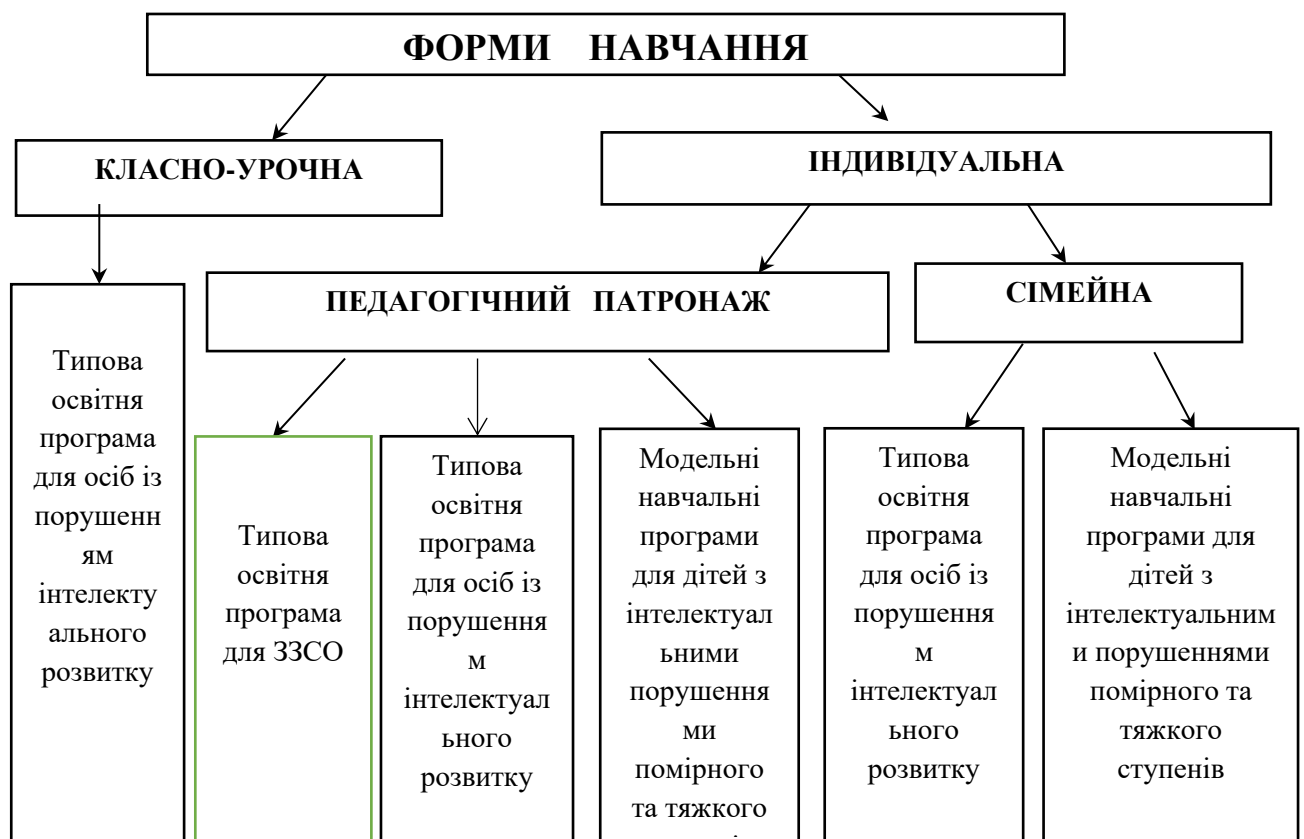 ФОРМИ НАВЧАННЯ
КЛАСНО-УРОЧНА
ІНДИВІДУАЛЬНА
ПЕДАГОГІЧНИЙ ПАТРОНАЖ
СІМЕЙНА
Типова
освітня
програма
для осіб із
порушенн
ям
інтелекту
ального
розвитку
Типова
освітня
програма
для ЗЗСО
Типова
освітня
програма
для осіб із
порушення
м
інтелектуал
ьного
розвитку
Модельні
навчальні
програми
для дітей з
інтелектуал
ьними
порушення
ми
помірного
та тяжкого
Типова
освітня
програма
для осіб із
порушення
м
інтелектуал
ьного
розвитку
Модельні
навчальні
програми для
дітей з
інтелектуальним
и порушеннями
помірного та
тяжкого
ступенів